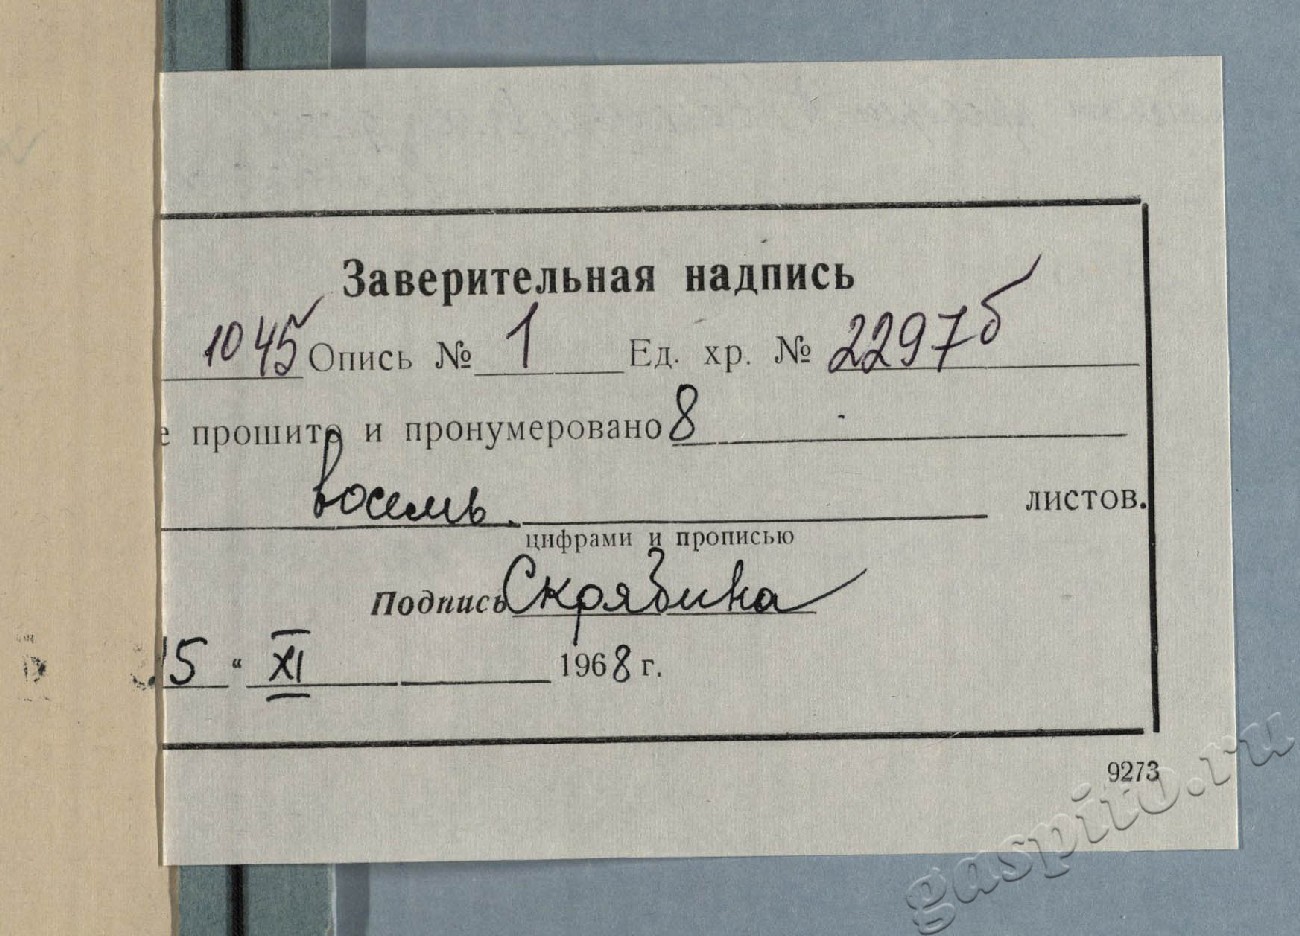 Заверительная надпись
1045 Опись № 1 Ед. хр. № 2297б
е прошито и пронумеровано 8
восемь листов.
цифрами и прописью
Подпись Скрябина
15 " XI 1968 г.
9273
gaspito.ru